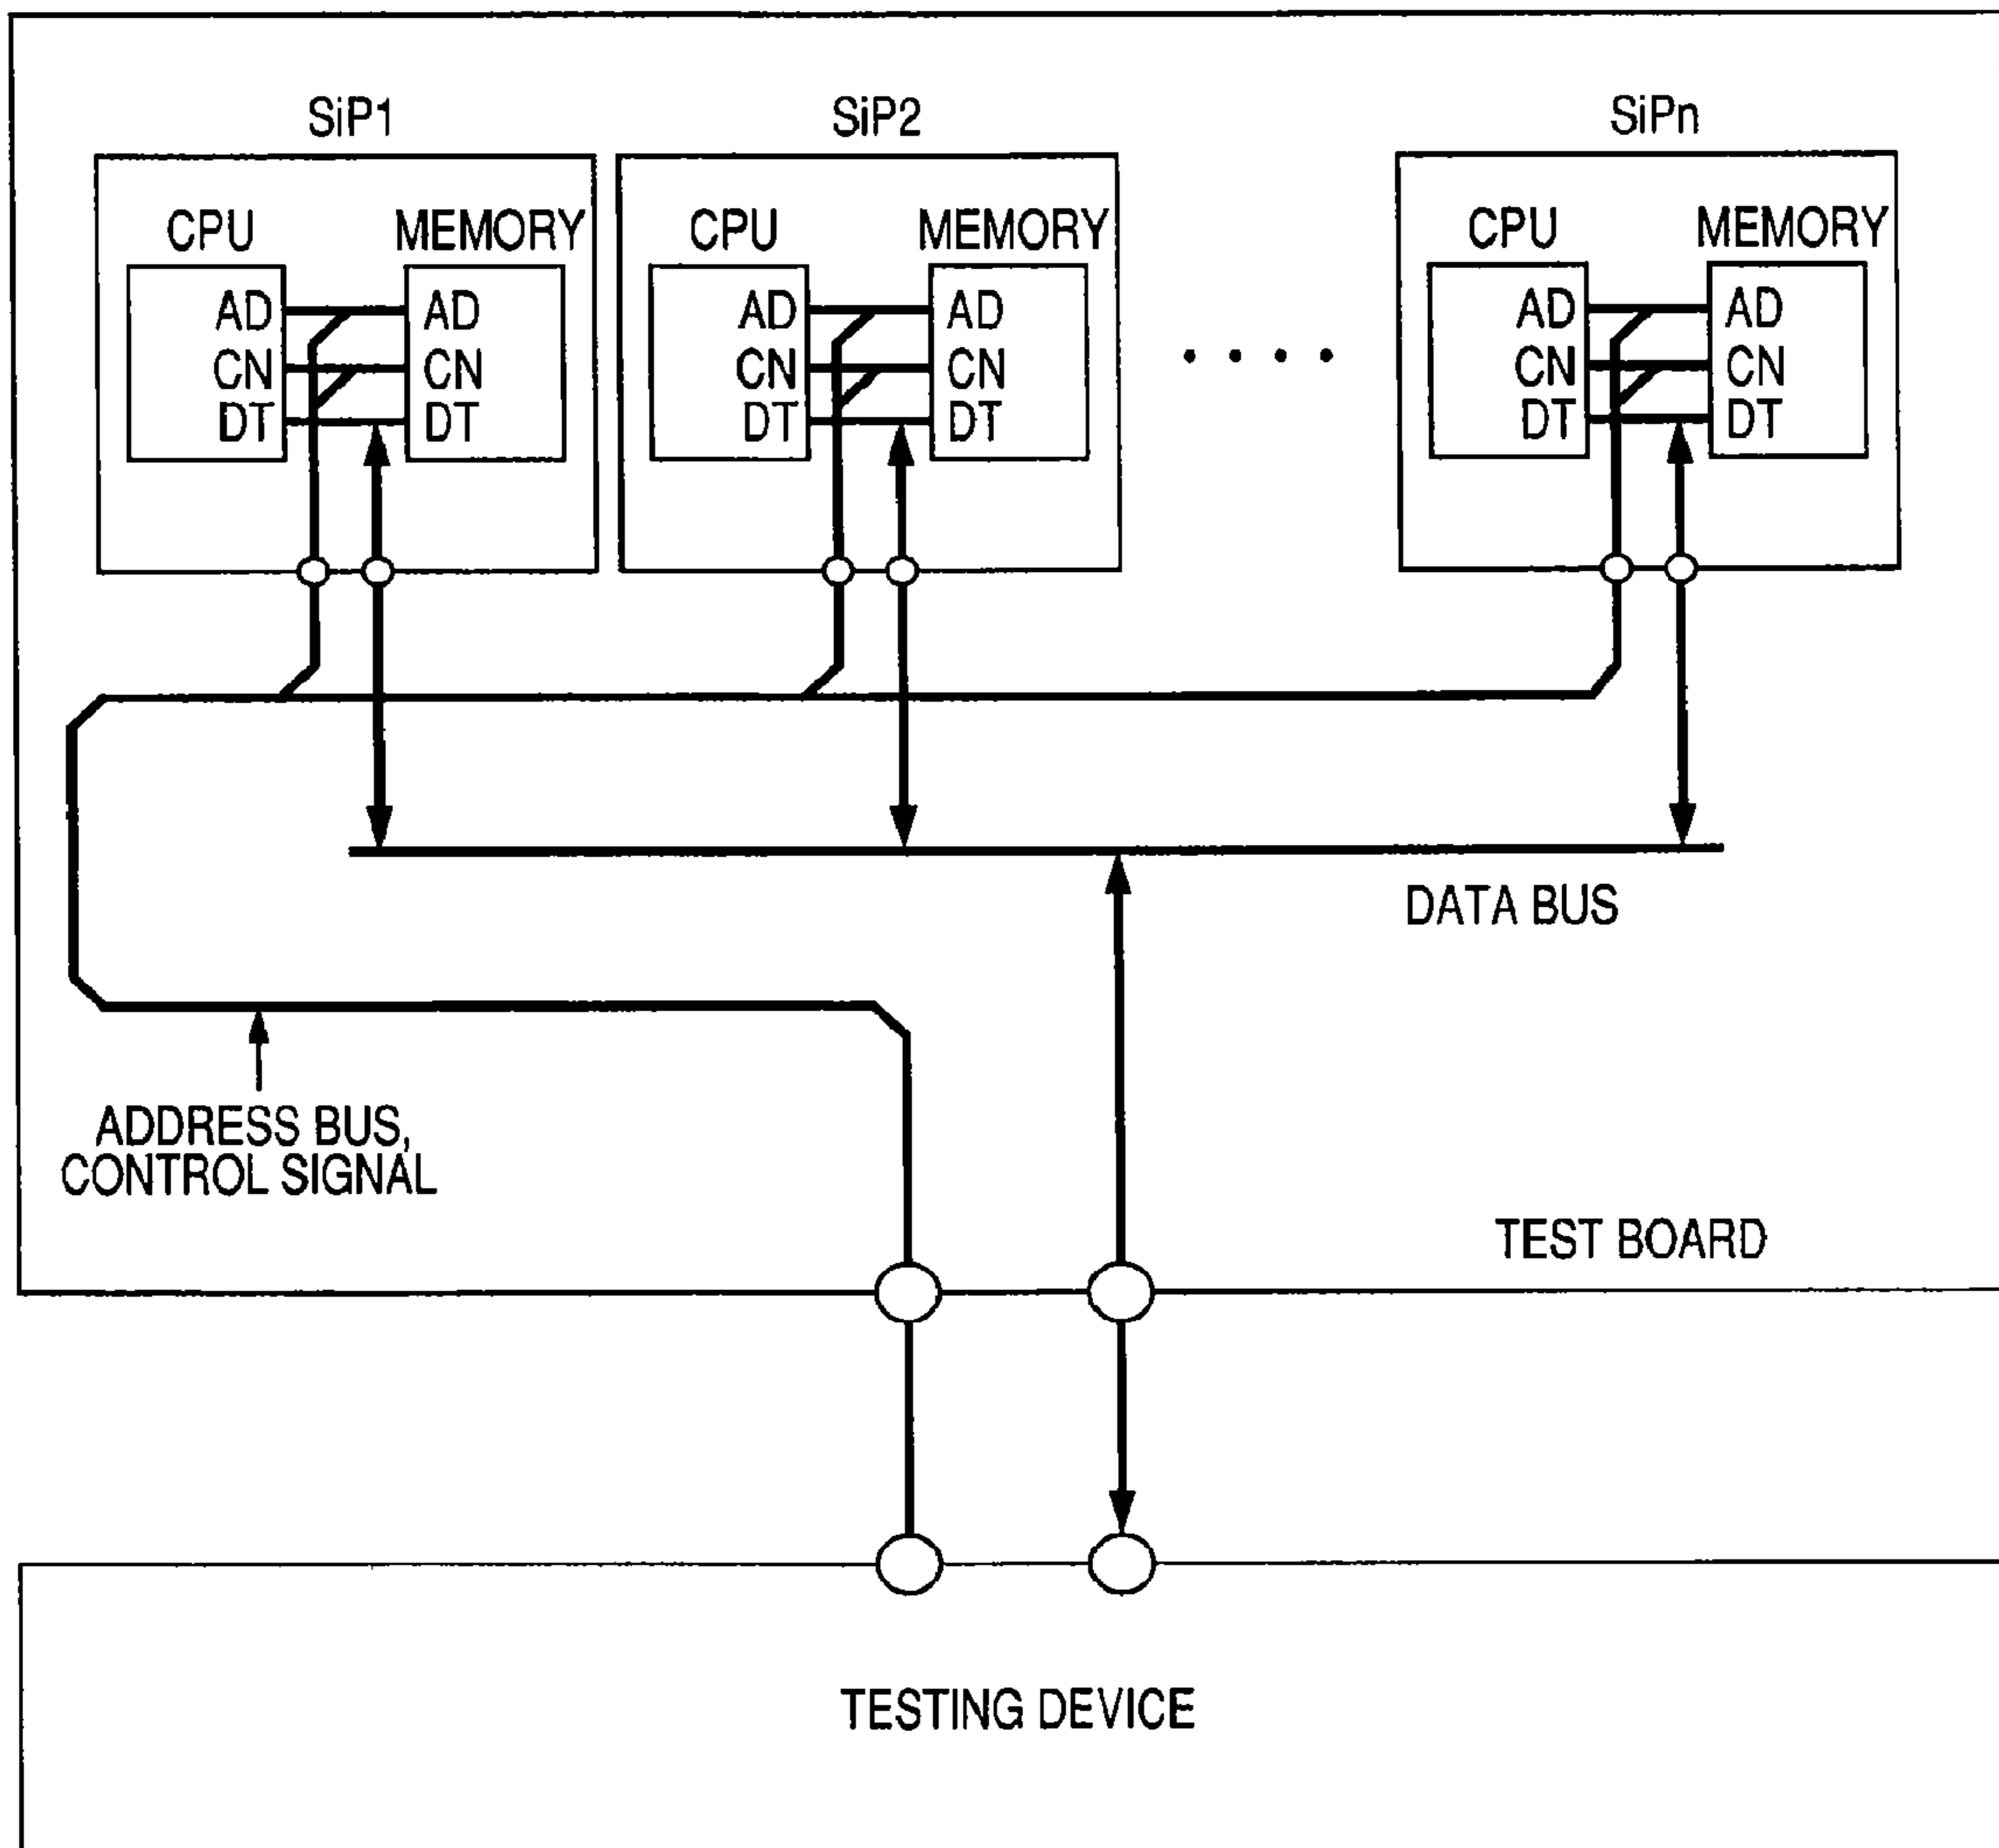 SiP1
SiP2
SiPn
CPU
MEMORY
CPU
MEMORY
CPU
MEMORY
AD
AD
AD
AD
AD
AD
CN
CN
CN
CN
CN
CN
DT
DT
DT
DT
DT
DT
DATA BUS
ADDRESS BUS,
CONTROL SIGNAL
TEST BOARD
TESTING DEVICE